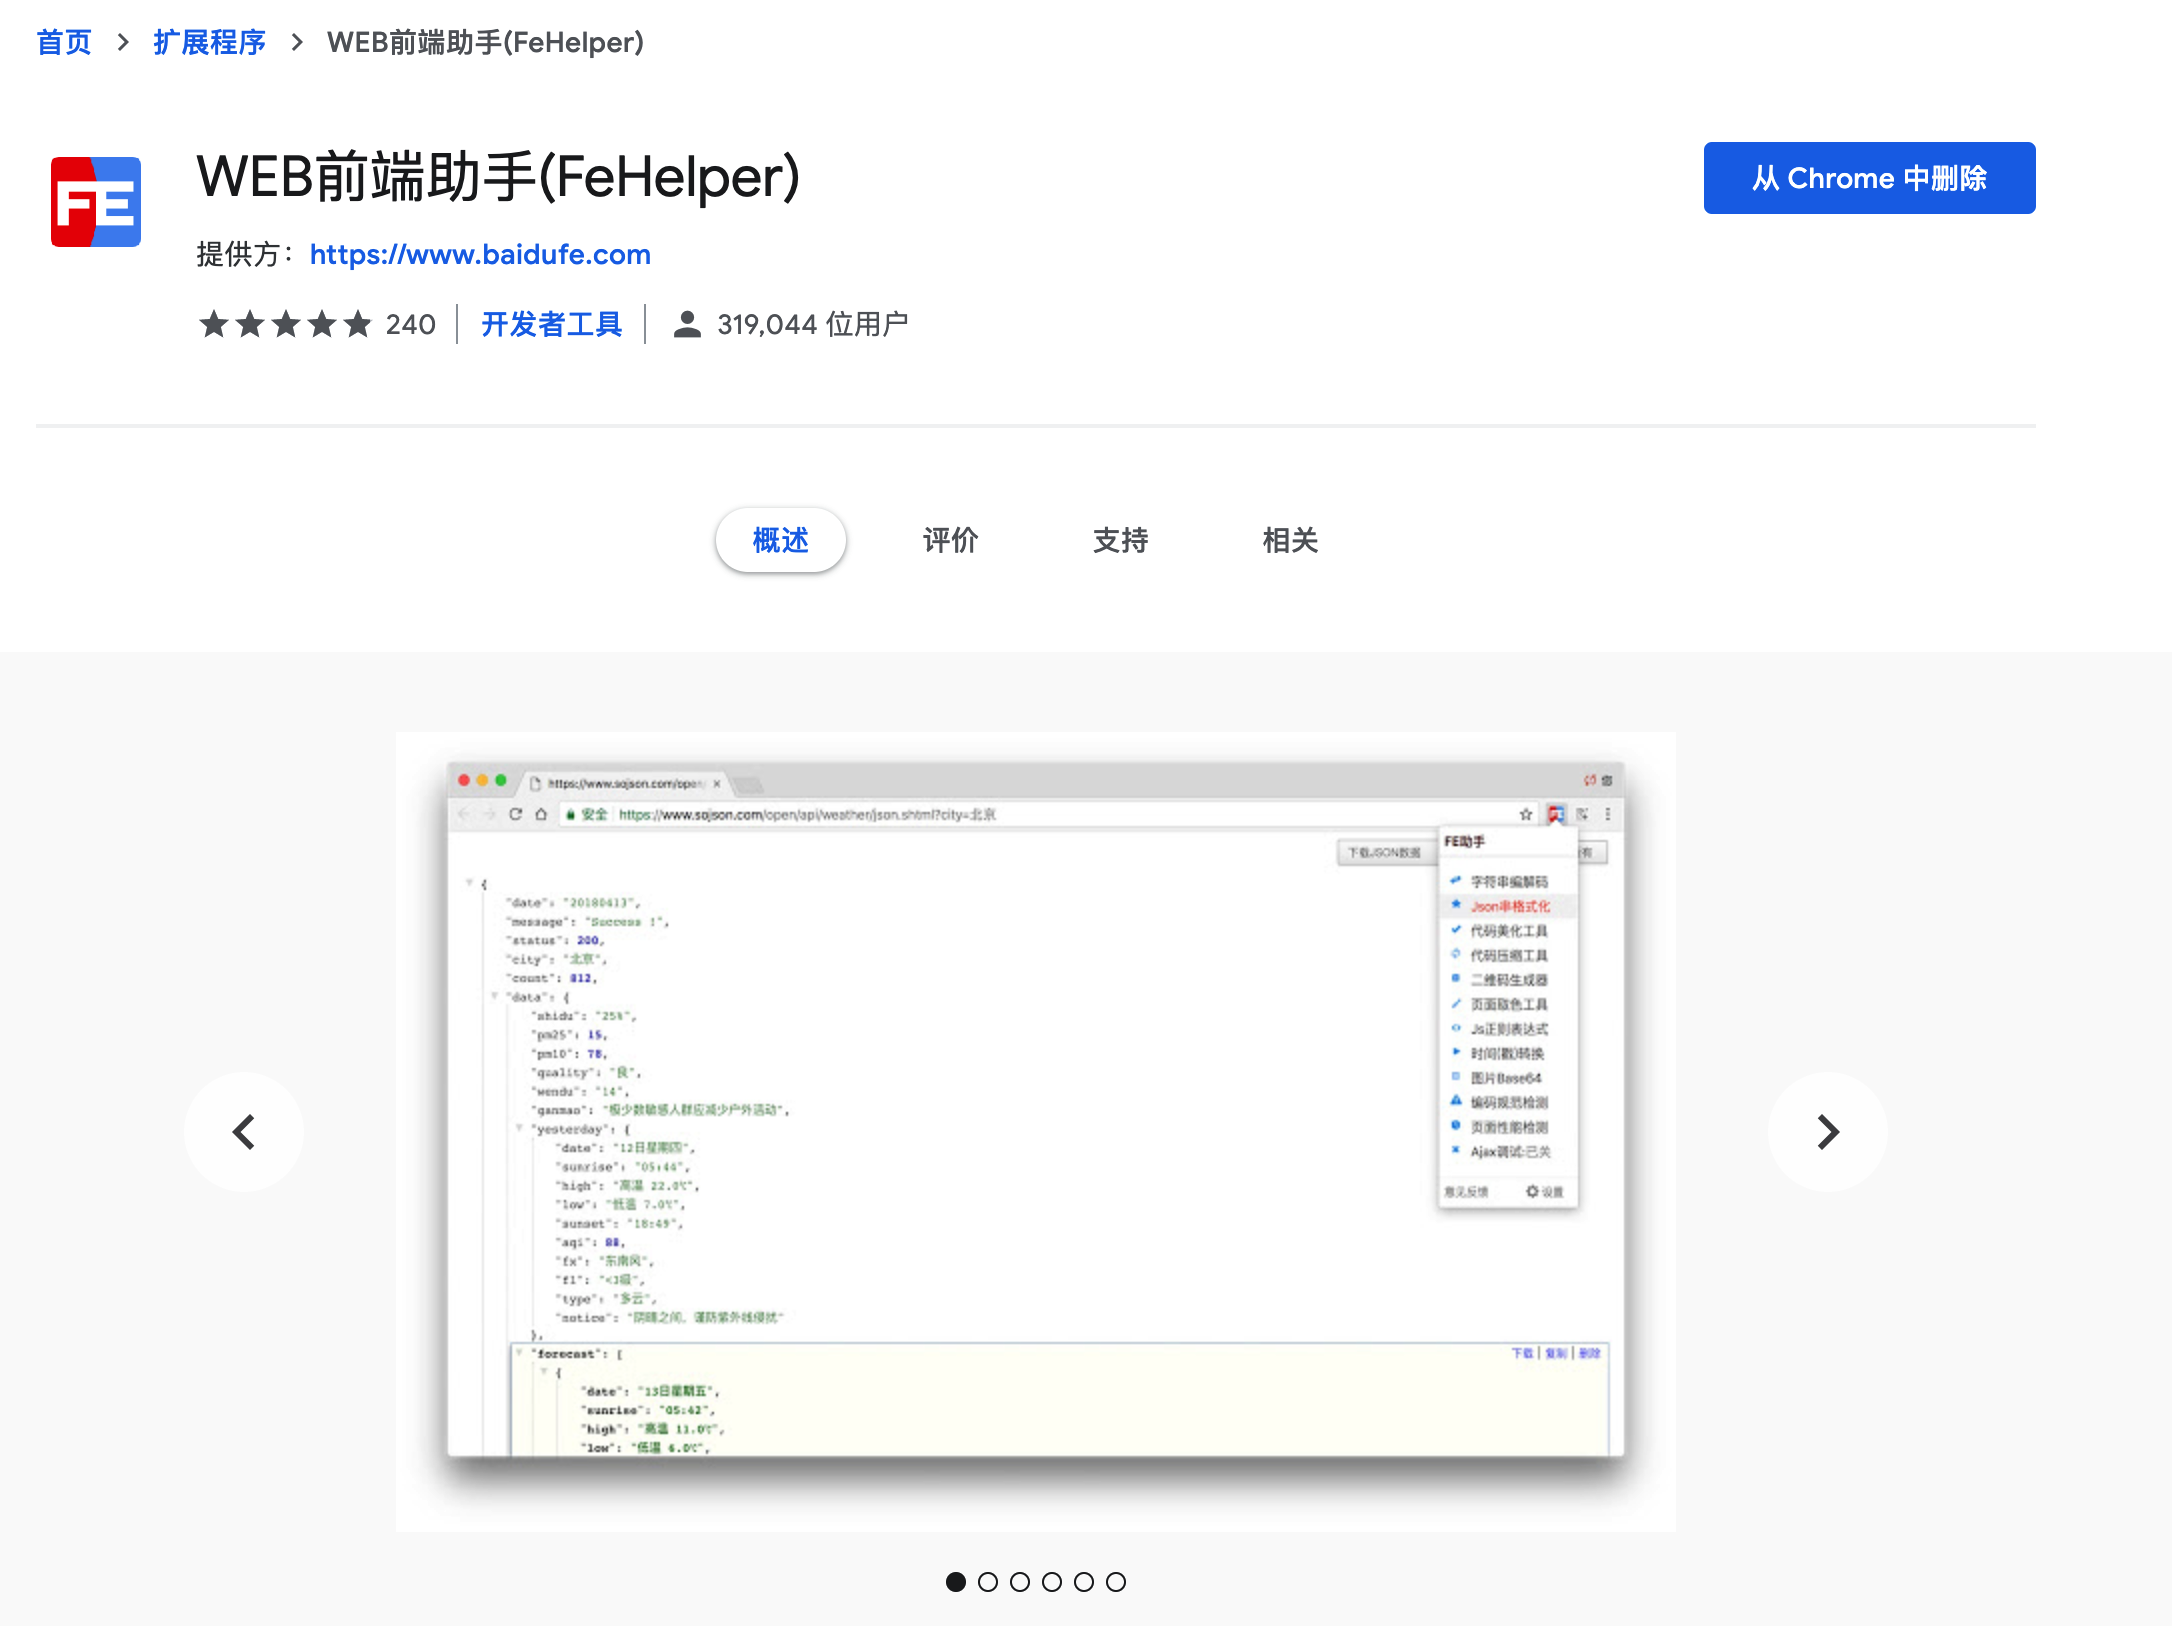 首页 > 扩展程序 > WEB前端助手(FeHelper)
FE
WEB前端助手(FeHelper)
从 Chrome 中删除
提供方： https://www.baidufe.com
240 开发者工具 319,044 位用户
概述 评价 支持 相关
https://www.sojson.com/open
安全 https://www.sojson.com/open/api/weather/json.shtml?city=北京
下载JSON数据
FE助手
字符串编解码
Json串格式化
代码美化工具
代码压缩工具
二维码生成器
页面取色工具
Js正则表达式
时间(戳)转换
图片Base64
编码规范检测
页面性能检测
Ajax调试:已关
意见反馈 设置
{
"date": "20180413",
"message": "Success !",
"status": 200,
"city": "北京",
"count": 812,
"data": {
"shidu": "25%",
"pm25": 15,
"pm10": 78,
"quality": "良",
"wendu": "14",
"ganmao": "极少数敏感人群应减少户外活动",
"yesterday": {
"date": "12日星期四",
"sunrise": "05:44",
"high": "高温 22.0℃",
"low": "低温 7.0℃",
"sunset": "18:49",
"aqi": 88,
"fx": "东南风",
"fl": "<3级",
"type": "多云",
"notice": "阴晴之间，谨防紫外线侵扰"
},
"forecast": [
下载 | 复制 | 删除
{
"date": "13日星期五",
"sunrise": "05:42",
"high": "高温 11.0℃",
"low": "低温 6.0℃",